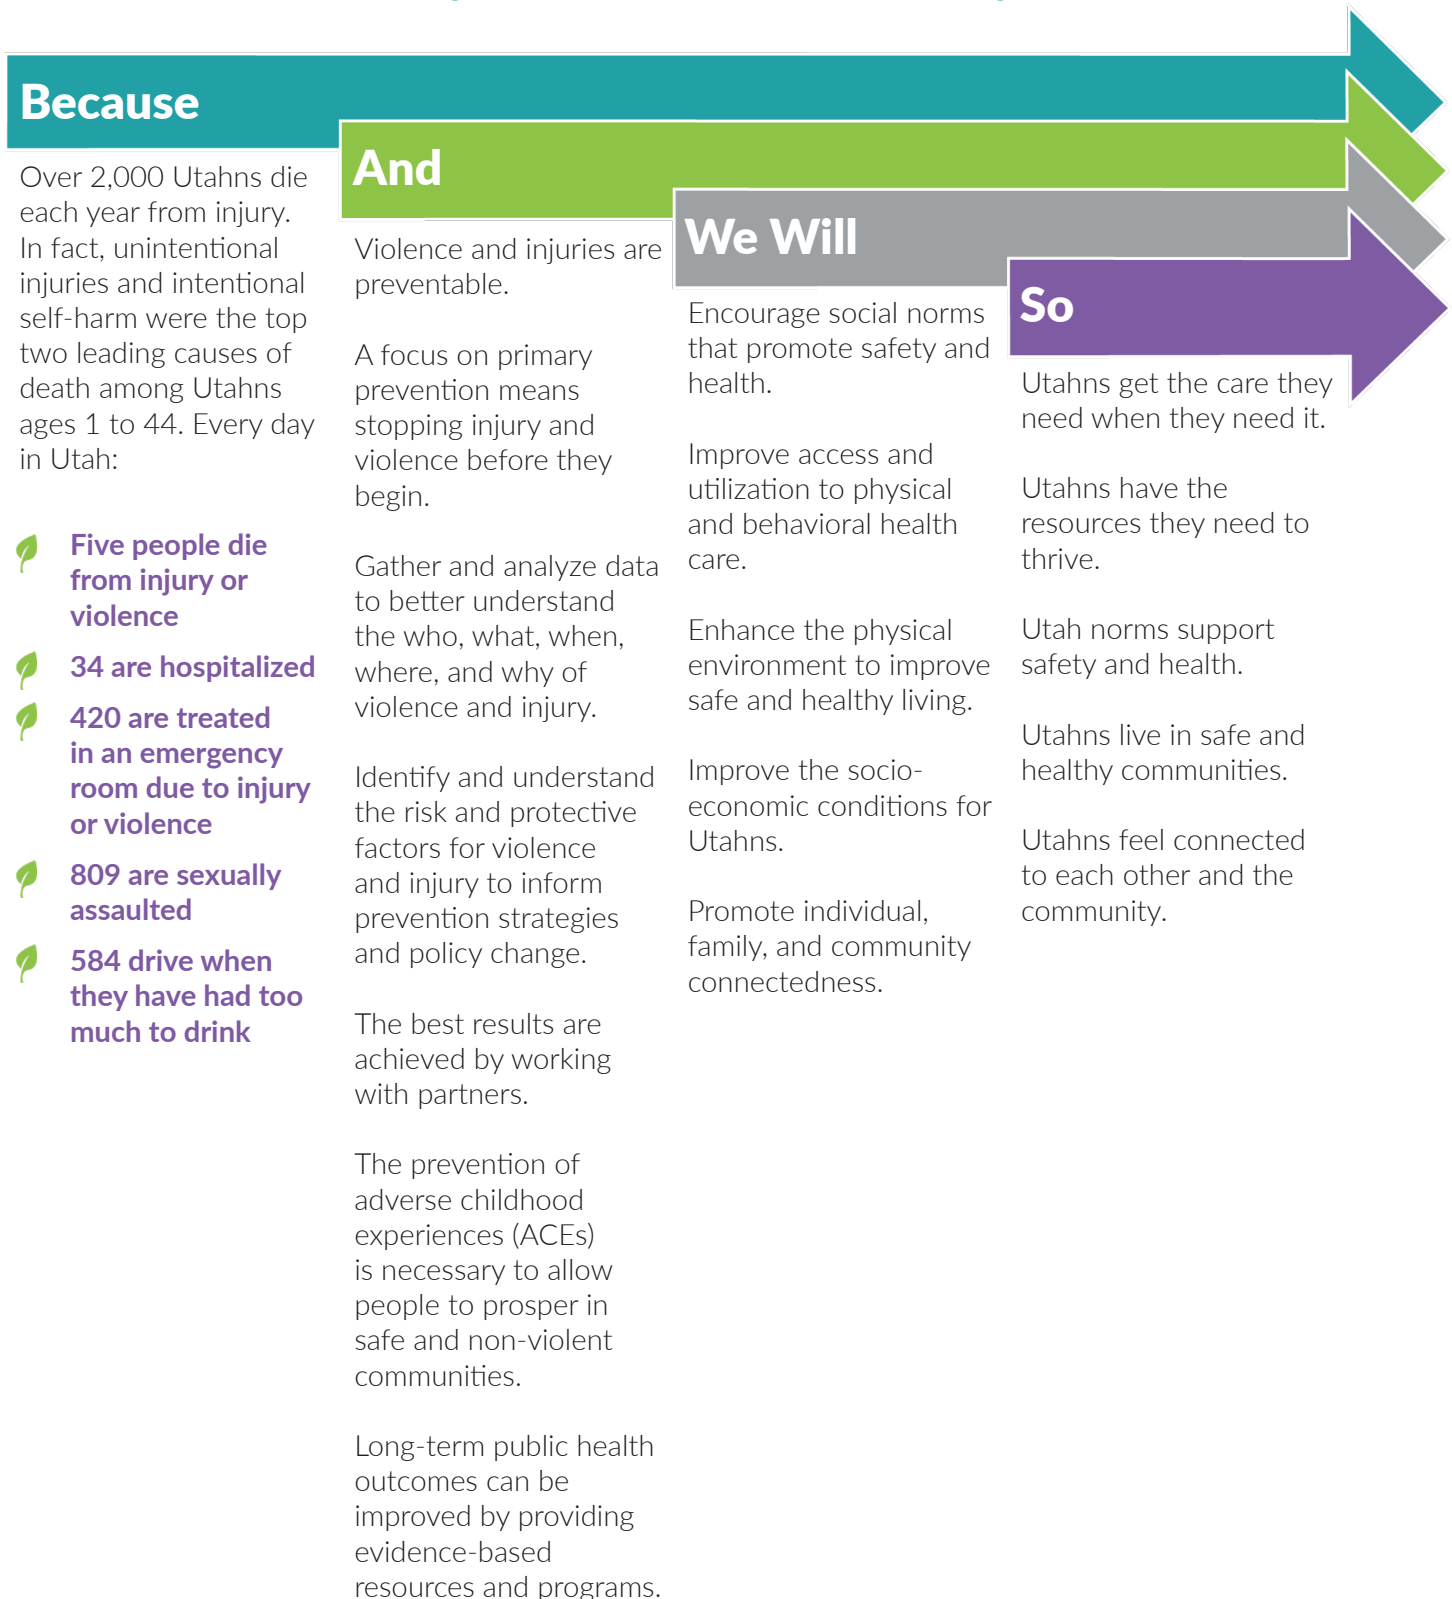 Because
Over 2,000 Utahns die
each year from injury.
In fact, unintentional
injuries and intentional
self-harm were the top
two leading causes of
death among Utahns
ages 1 to 44. Every day
in Utah:
Five people die
from injury or
violence
34 are hospitalized
420 are treated
in an emergency
room due to injury
or violence
809 are sexually
assaulted
584 drive when
they have had too
much to drink
And
Violence and injuries are
preventable.
A focus on primary
prevention means
stopping injury and
violence before they
begin.
Gather and analyze data
to better understand
the who, what, when,
where, and why of
violence and injury.
Identify and understand
the risk and protective
factors for violence
and injury to inform
prevention strategies
and policy change.
The best results are
achieved by working
with partners.
The prevention of
adverse childhood
experiences (ACEs)
is necessary to allow
people to prosper in
safe and non-violent
communities.
Long-term public health
outcomes can be
improved by providing
evidence-based
resources and programs.
We Will
Encourage social norms
that promote safety and
health.
Improve access and
utilization to physical
and behavioral health
care.
Enhance the physical
environment to improve
safe and healthy living.
Improve the socio-
economic conditions for
Utahns.
Promote individual,
family, and community
connectedness.
So
Utahns get the care they
need when they need it.
Utahns have the
resources they need to
thrive.
Utah norms support
safety and health.
Utahns live in safe and
healthy communities.
Utahns feel connected
to each other and the
community.